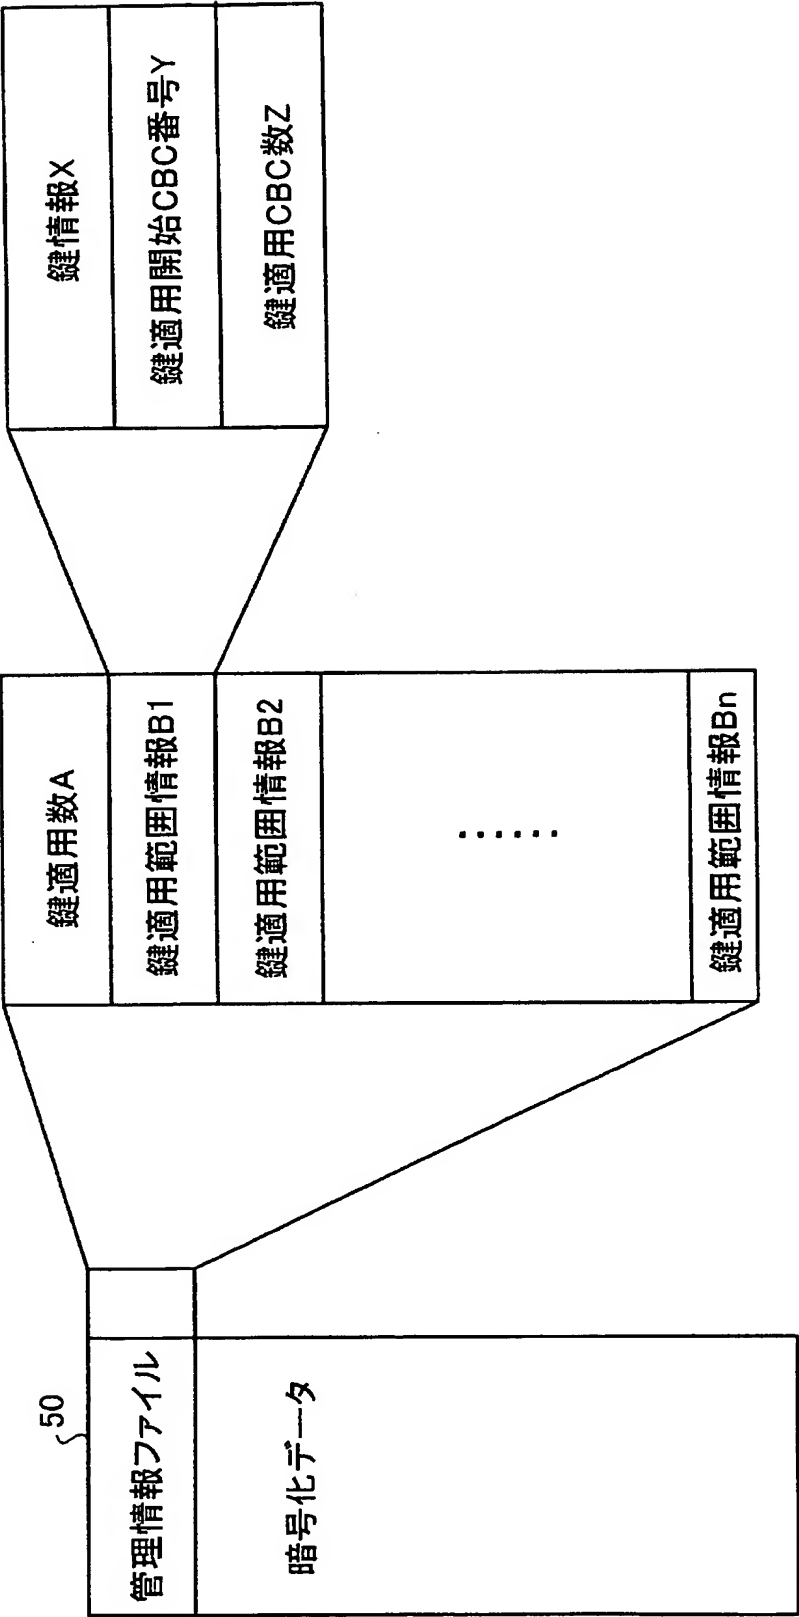 50
管理情報ファイル
暗号化データ
鍵適用数A
鍵適用範囲情報B1
鍵適用範囲情報B2
......
鍵適用範囲情報Bn
鍵情報X
鍵適用開始CBC番号Y
鍵適用CBC数Z